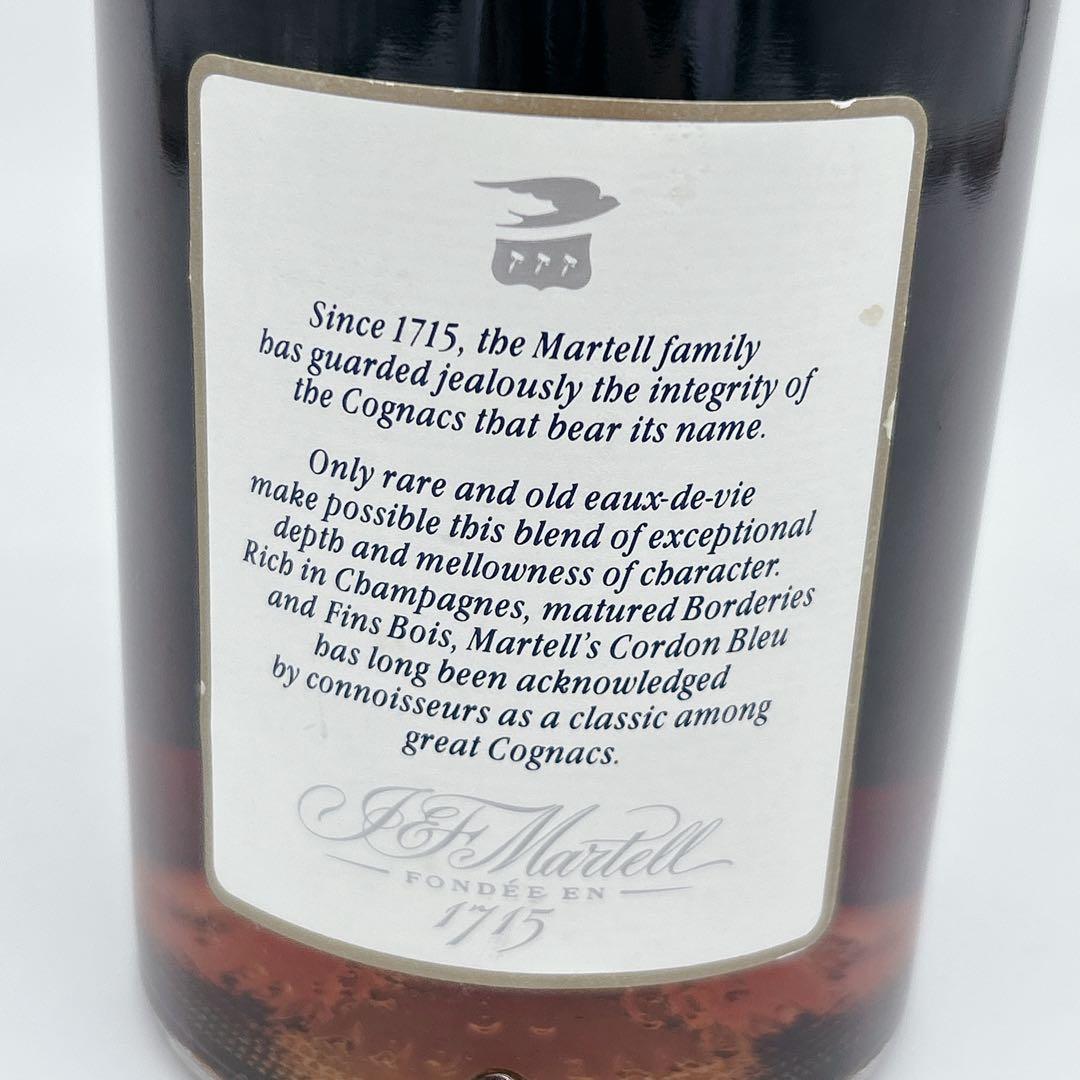 Since 1715, the Martell family
has guarded jealously the integrity of
the Cognacs that bear its name.
Only rare and old eaux-de-vie
make possible this blend of exceptional
depth and mellowness of character.
Rich in Champagnes, matured Borderies
and Fins Bois, Martell's Cordon Bleu
has long been acknowledged
by connoisseurs as a classic among
great Cognacs.
J&F Martell
FONDÉE EN
1715